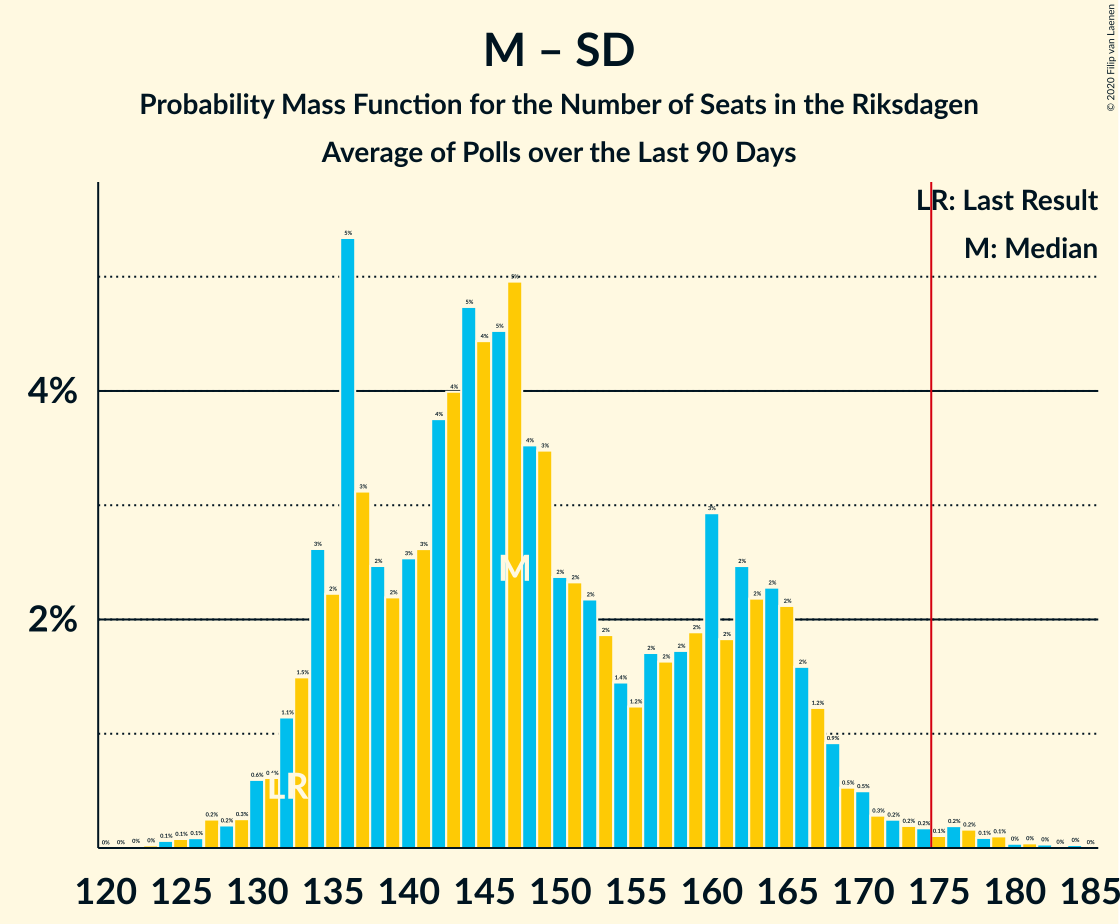 © 2020 Filip van Laenen
M – SD
Probability Mass Function for the Number of Seats in the Riksdagen
Average of Polls over the Last 90 Days
LR: Last Result
M: Median
4%
2%
0% 0% 0% 0% 0.1% 0.1% 0.1% 0.2% 0.2% 0.3% 0.6% 1.1% 1.5% 3% 2% 5% 3% 2% 2% 3% 3% 4% 4% 5% 4% 5% 5% 4% 3% 2% 2% 2% 2% 1.4% 1.2% 2% 2% 2% 2% 3% 2% 2% 2% 2% 2% 2% 1.2% 0.9% 0.5% 0.5% 0.3% 0.2% 0.2% 0.2% 0.1% 0.2% 0.2% 0.1% 0.1% 0% 0% 0% 0% 0% 0%
M
LR
120 125 130 135 140 145 150 155 160 165 170 175 180 185